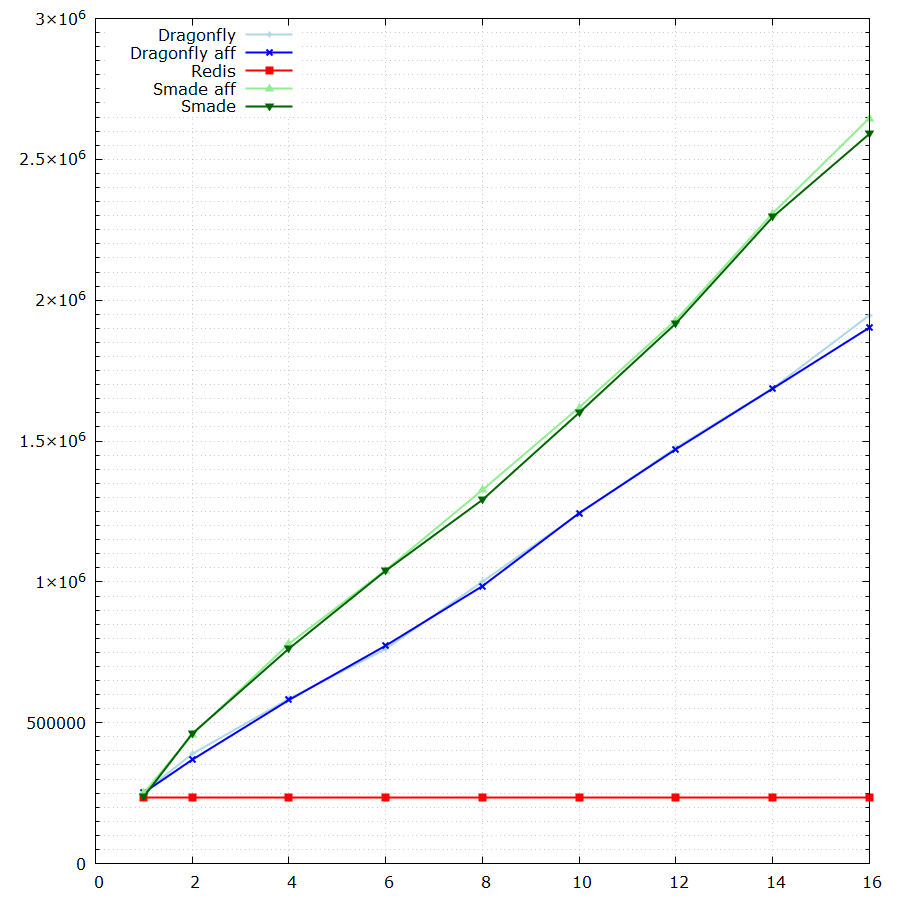 3×10⁶
2.5×10⁶
2×10⁶
1.5×10⁶
1×10⁶
500000
0
Dragonfly
Dragonfly aff
Redis
Smade aff
Smade
0 2 4 6 8 10 12 14 16